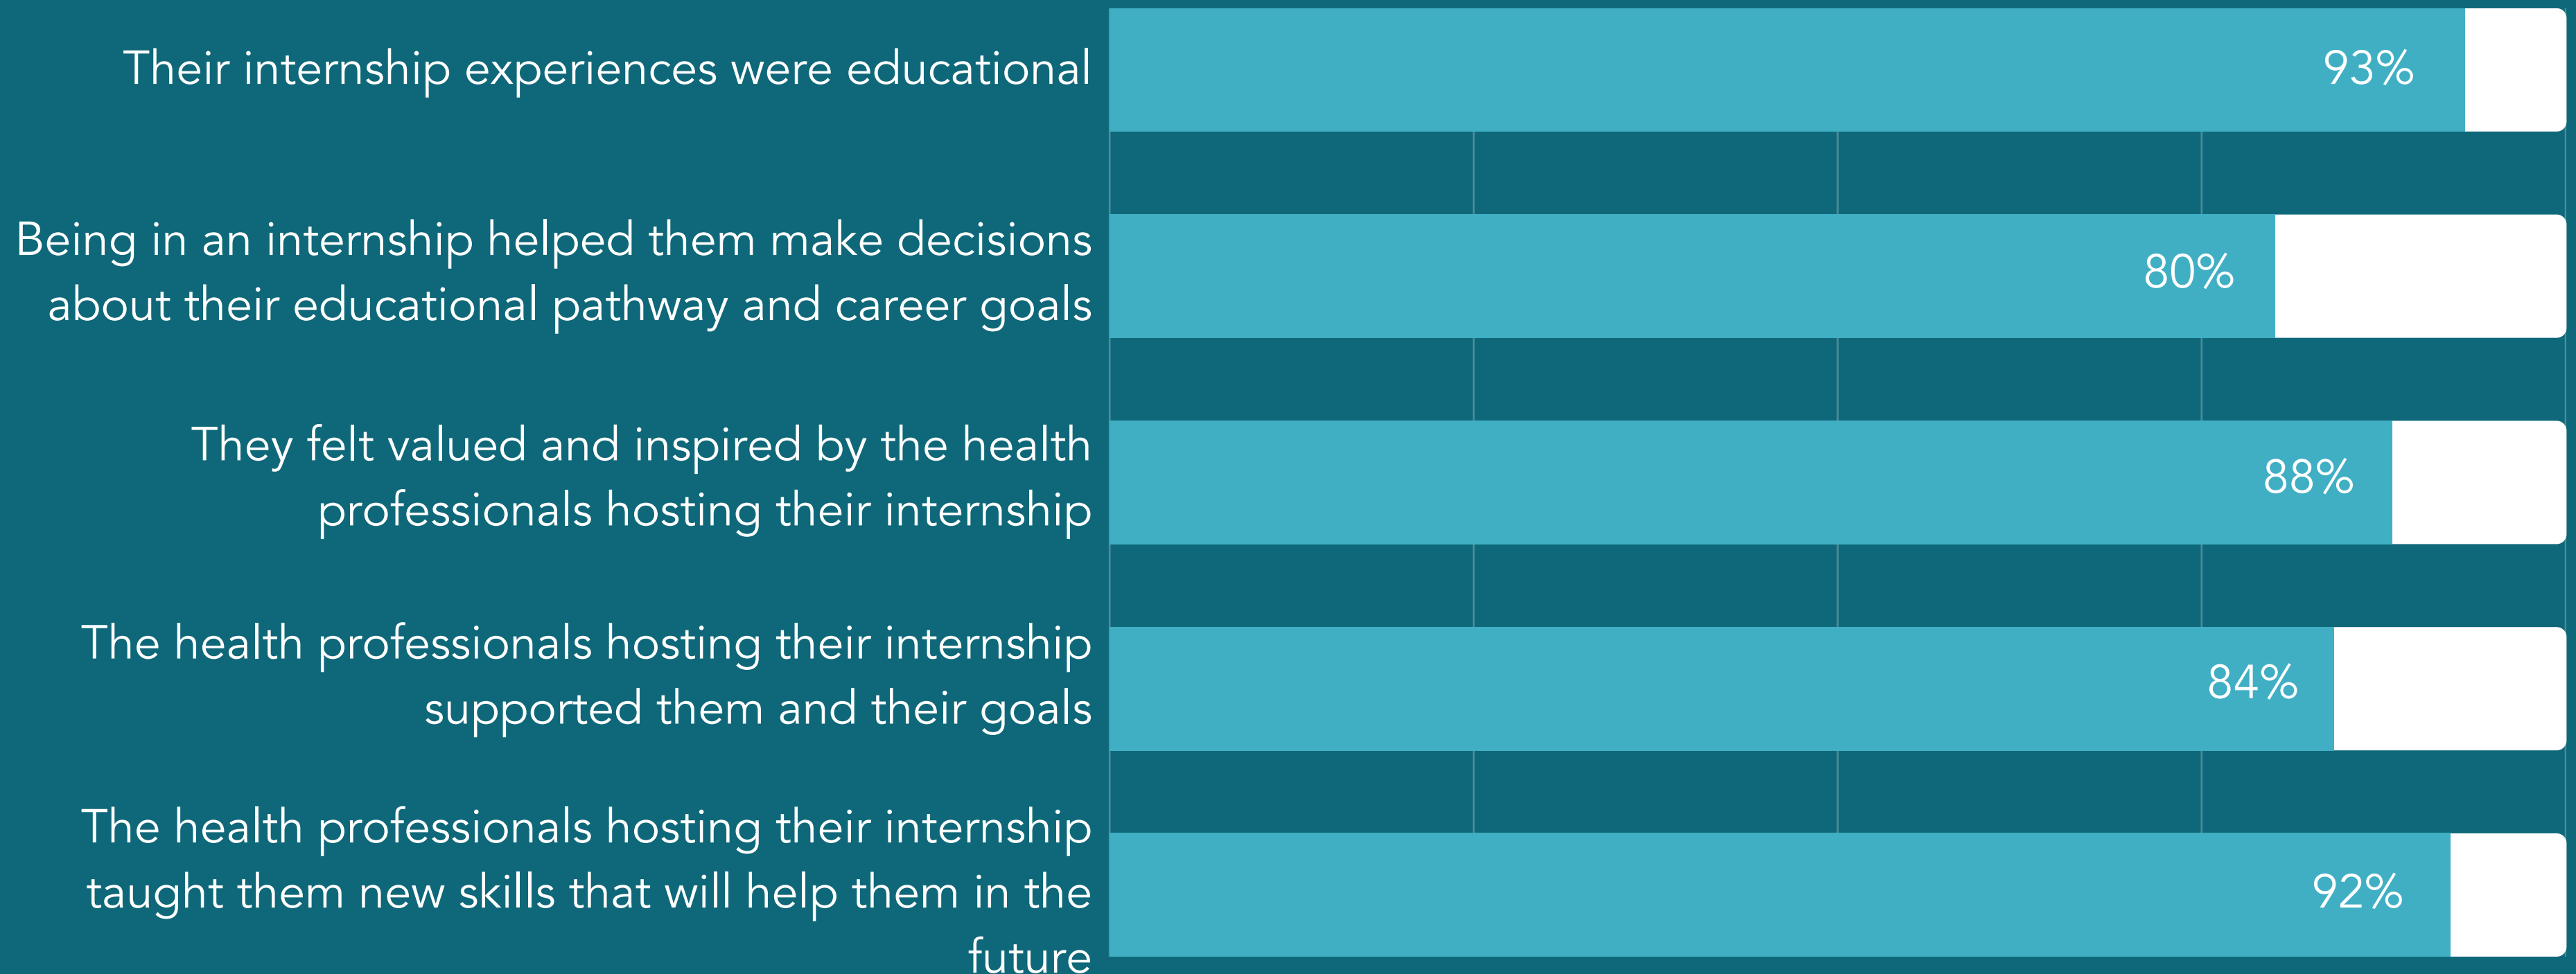 Their internship experiences were educational
93%
Being in an internship helped them make decisions
about their educational pathway and career goals
80%
They felt valued and inspired by the health
professionals hosting their internship
88%
The health professionals hosting their internship
supported them and their goals
84%
The health professionals hosting their internship
taught them new skills that will help them in the
future
92%